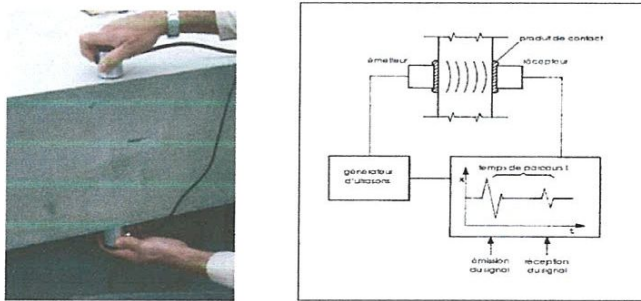 produit de contact
émetteur
récepteur
générateur
d'ultrasons
temps de parcours t
x
t
émission
du signal
réception
du signal